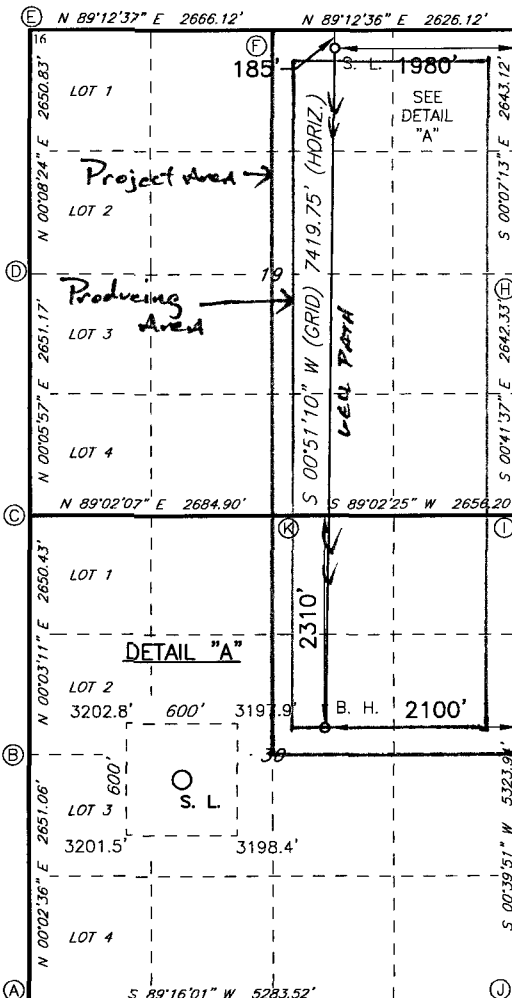 E N 89°12'37" E 2666.12' N 89°12'36" E 2626.12'
16 F
185' S. L. 1980'
N 00°08'24" E 2650.83'
LOT 1
SEE
DETAIL
"A"
S 00°07'13" E 2643.12'
Project Area
LOT 2
S 00°51'10" W (GRID) 7419.75' (HORIZ.)
D 19 H
Producing
Area
LOT 3
WELL PATH
N 00°05'57" E 2651.17'
S 00°41'37" E 2642.33'
LOT 4
N 89°02'07" E 2684.90' S 89°02'25" W 2656.20'
C K I
LOT 1
N 00°03'11" E 2650.43'
2310'
DETAIL "A"
LOT 2
3202.8' 600' 3197.9'
B. H. 2100'
B 30
600'
S. L.
LOT 3
3201.5' 3198.4'
N 00°02'36" E 2651.06'
S 00°39'51" W 5323.94'
LOT 4
A S 89°16'01" W 5283.52' J